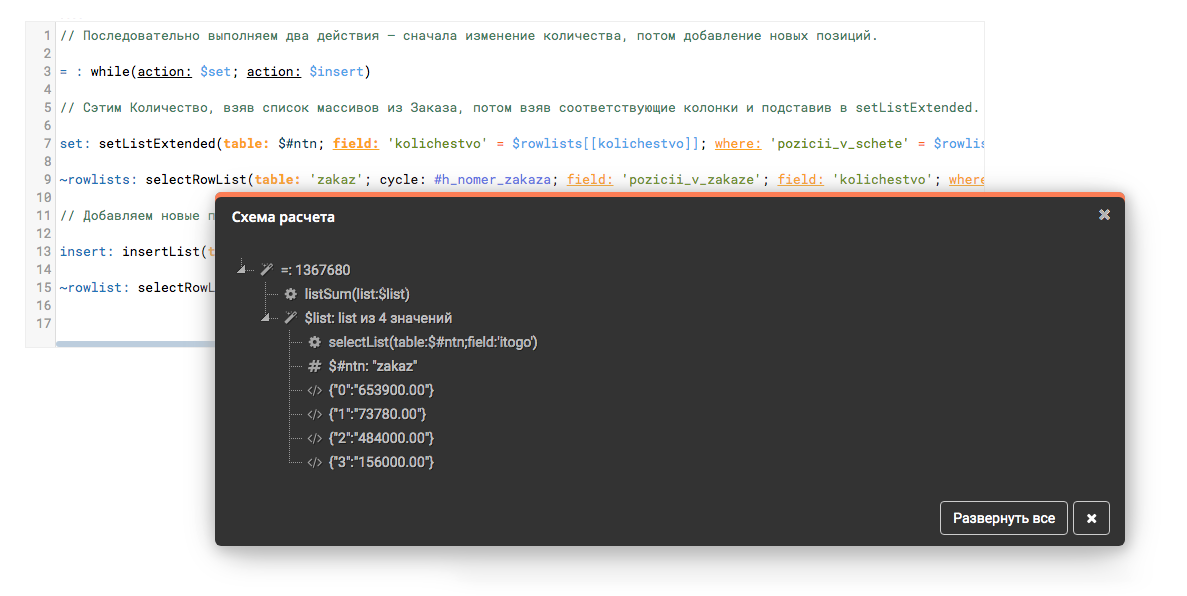 1 // Последовательно выполняем два действия — сначала изменение количества, потом добавление новых позиций.
2
3 = : while(action: $set; action: $insert)
4
5 // Сэтим Количество, взяв список массивов из Заказа, потом взяв соответствующие колонки и подставив в setListExtended.
6
7 set: setListExtended(table: $#ntn; field: 'kolichestvo' = $rowlists[[kolichestvo]]; where: 'pozicii_v_schete' = $rowlis
8
9 ~rowlists: selectRowList(table: 'zakaz'; cycle: #h_nomer_zakaza; field: 'pozicii_v_zakaze'; field: 'kolichestvo'; where
10
11 // Добавляем новые п
12
13 insert: insertList(t
14
15 ~rowlist: selectRowL
16
17
Схема расчета
=: 1367680
listSum(list:$list)
$list: list из 4 значений
selectList(table:$#ntn;field:'itogo')
$#ntn: "zakaz"
{"0":"653900.00"}
{"1":"73780.00"}
{"2":"484000.00"}
{"3":"156000.00"}
Развернуть все